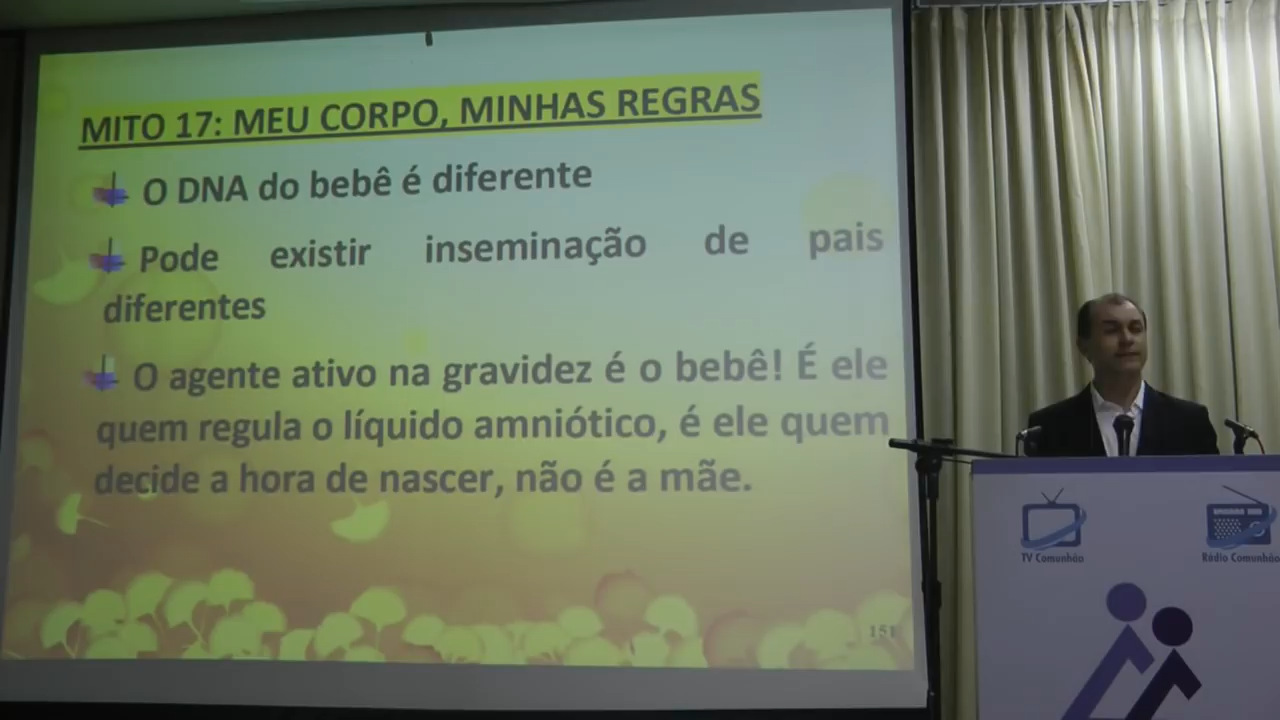 MITO 17: MEU CORPO, MINHAS REGRAS
O DNA do bebê é diferente
Pode existir inseminação de pais
diferentes
O agente ativo na gravidez é o bebê! É ele
quem regula o líquido amniótico, é ele quem
decide a hora de nascer, não é a mãe.
151
TV Comunhão
Rádio Comunhão